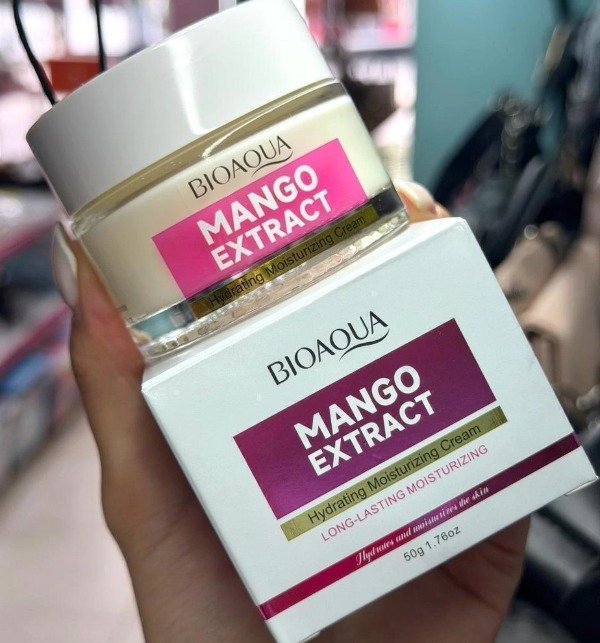 BIOAQUA
MANGO
EXTRACT
Hydrating Moisturizing Cream
BIOAQUA
MANGO
EXTRACT
Hydrating Moisturizing Cream
LONG-LASTING MOISTURIZING
Hydrates and moisturizes the skin
50g 1.76oz